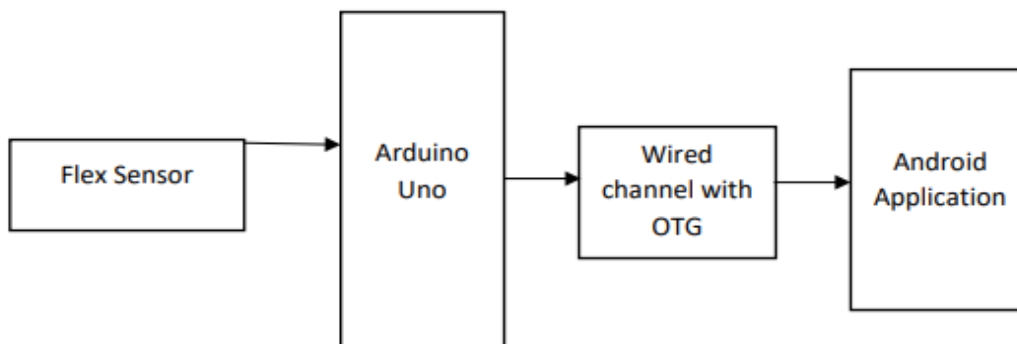 Flex Sensor
Arduino
Uno
Wired
channel with
OTG
Android
Application